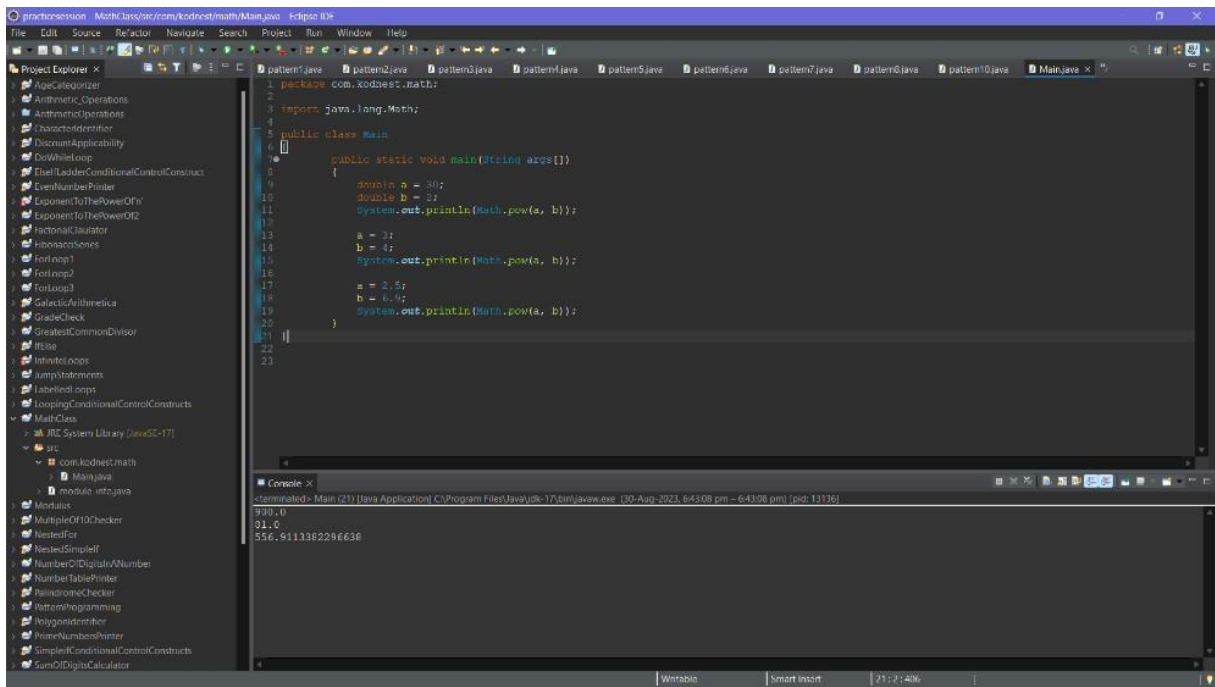 practicesession - MathClass/src/com/kodnest/math/Main.java - Eclipse IDE
File Edit Source Refactor Navigate Search Project Run Window Help
Project Explorer ×
pattern1.java pattern2.java pattern3.java pattern4.java pattern5.java pattern6.java pattern7.java pattern8.java pattern10.java Main.java ×
AgeCategorizer
Arithmetic_Operations
ArithmeticOperations
CharacterIdentifier
DiscountApplicability
DoWhileLoop
ElseIfLadderConditionalControlConstruct
EvenNumberPrinter
ExponentToThePowerOf'n'
ExponentToThePowerOf2
FactorialClaulator
FibonacciSeries
ForLoop1
ForLoop2
ForLoop3
GalacticArithmetica
GradeCheck
GreatestCommonDivisor
IfElse
InfiniteLoops
JumpStatements
LabelledLoops
LoopingConditionalControlConstructs
MathClass
JRE System Library [JavaSE-17]
src
com.kodnest.math
Main.java
module-info.java
Modulus
MultipleOf10Checker
NestedFor
NestedSimpleIf
NumberOfDigitsInANumber
NumberTablePrinter
PalindromeChecker
PatternProgramming
PolygonIdentifier
PrimeNumbersPrinter
SimpleifConditionalControlConstructs
SumOfDigitsCalculator
1 package com.kodnest.math;
2
3 import java.lang.Math;
4
5 public class Main
6 {
7 public static void main(String args[])
8 {
9 double a = 30;
10 double b = 2;
11 System.out.println(Math.pow(a, b));
12
13 a = 3;
14 b = 4;
15 System.out.println(Math.pow(a, b));
16
17 a = 2.5;
18 b = 6.9;
19 System.out.println(Math.pow(a, b));
20 }
21 }
22
23
Console ×
<terminated> Main (21) [Java Application] C:\Program Files\Java\jdk-17\bin\javaw.exe (30-Aug-2023, 6:43:08 pm – 6:43:08 pm) [pid: 13136]
900.0
81.0
556.9113382296638
Writable Smart Insert 21 : 2 : 406